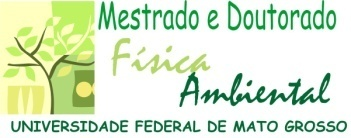 Mestrado e Doutorado
Física
Ambiental
UNIVERSIDADE FEDERAL DE MATO GROSSO